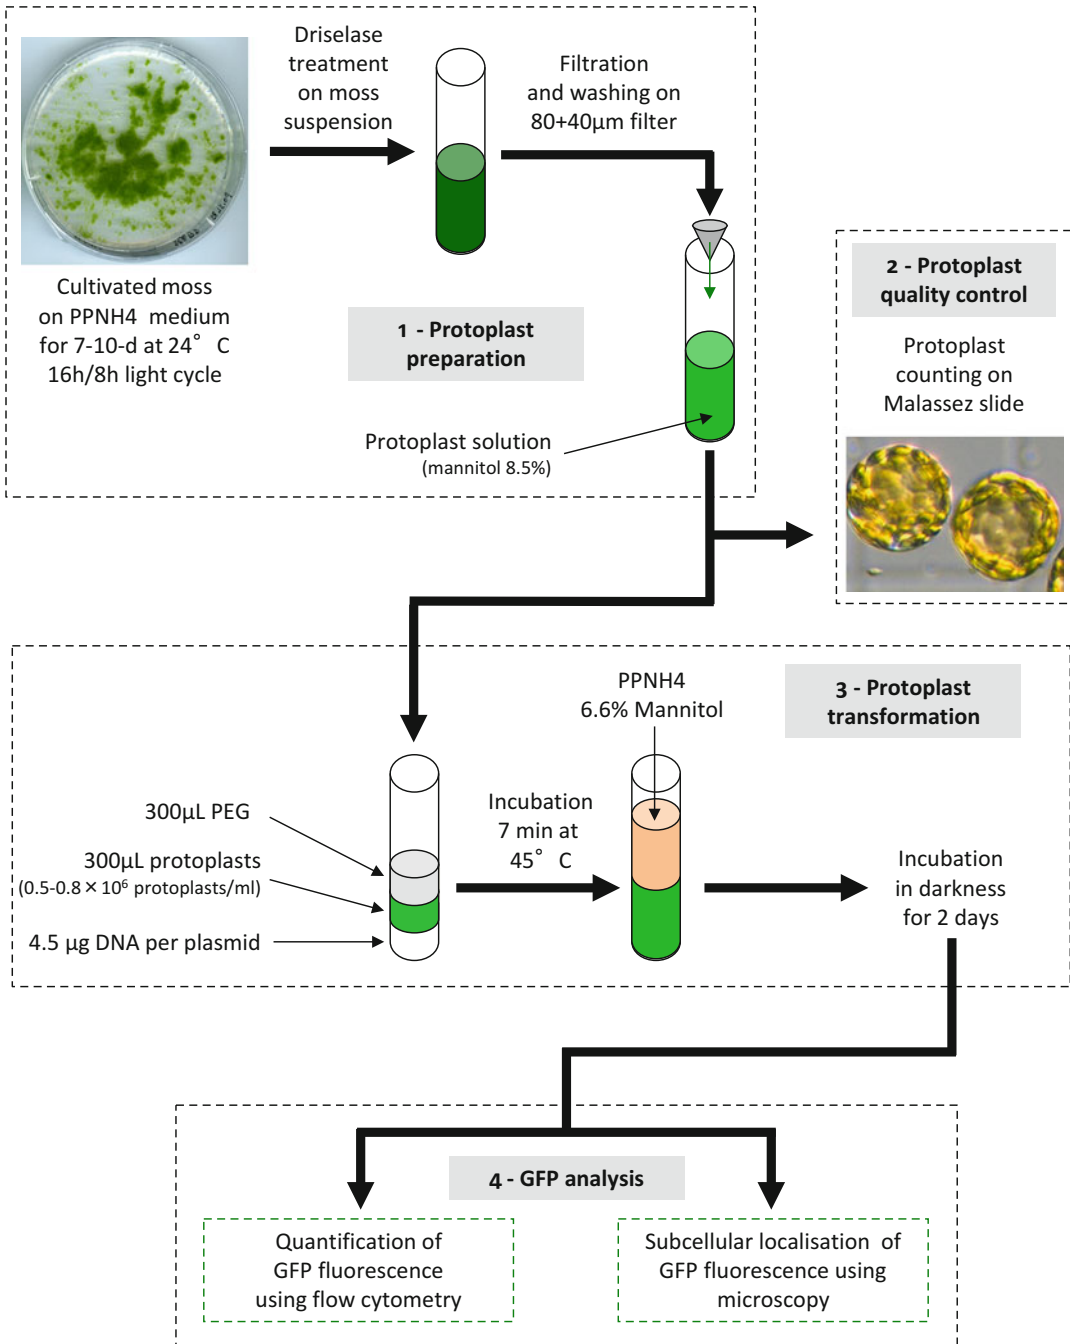 Driselase
treatment
on moss
suspension
Filtration
and washing on
80+40µm filter
Cultivated moss
on PPNH4 medium
for 7-10-d at 24° C
16h/8h light cycle
1 - Protoplast
preparation
Protoplast solution
(mannitol 8.5%)
2 - Protoplast
quality control
Protoplast
counting on
Malassez slide
3 - Protoplast
transformation
PPNH4
6.6% Mannitol
300µL PEG
300µL protoplasts
(0.5-0.8 × 10⁶ protoplasts/ml)
4.5 µg DNA per plasmid
Incubation
7 min at
45° C
Incubation
in darkness
for 2 days
4 - GFP analysis
Quantification of
GFP fluorescence
using flow cytometry
Subcellular localisation of
GFP fluorescence using
microscopy